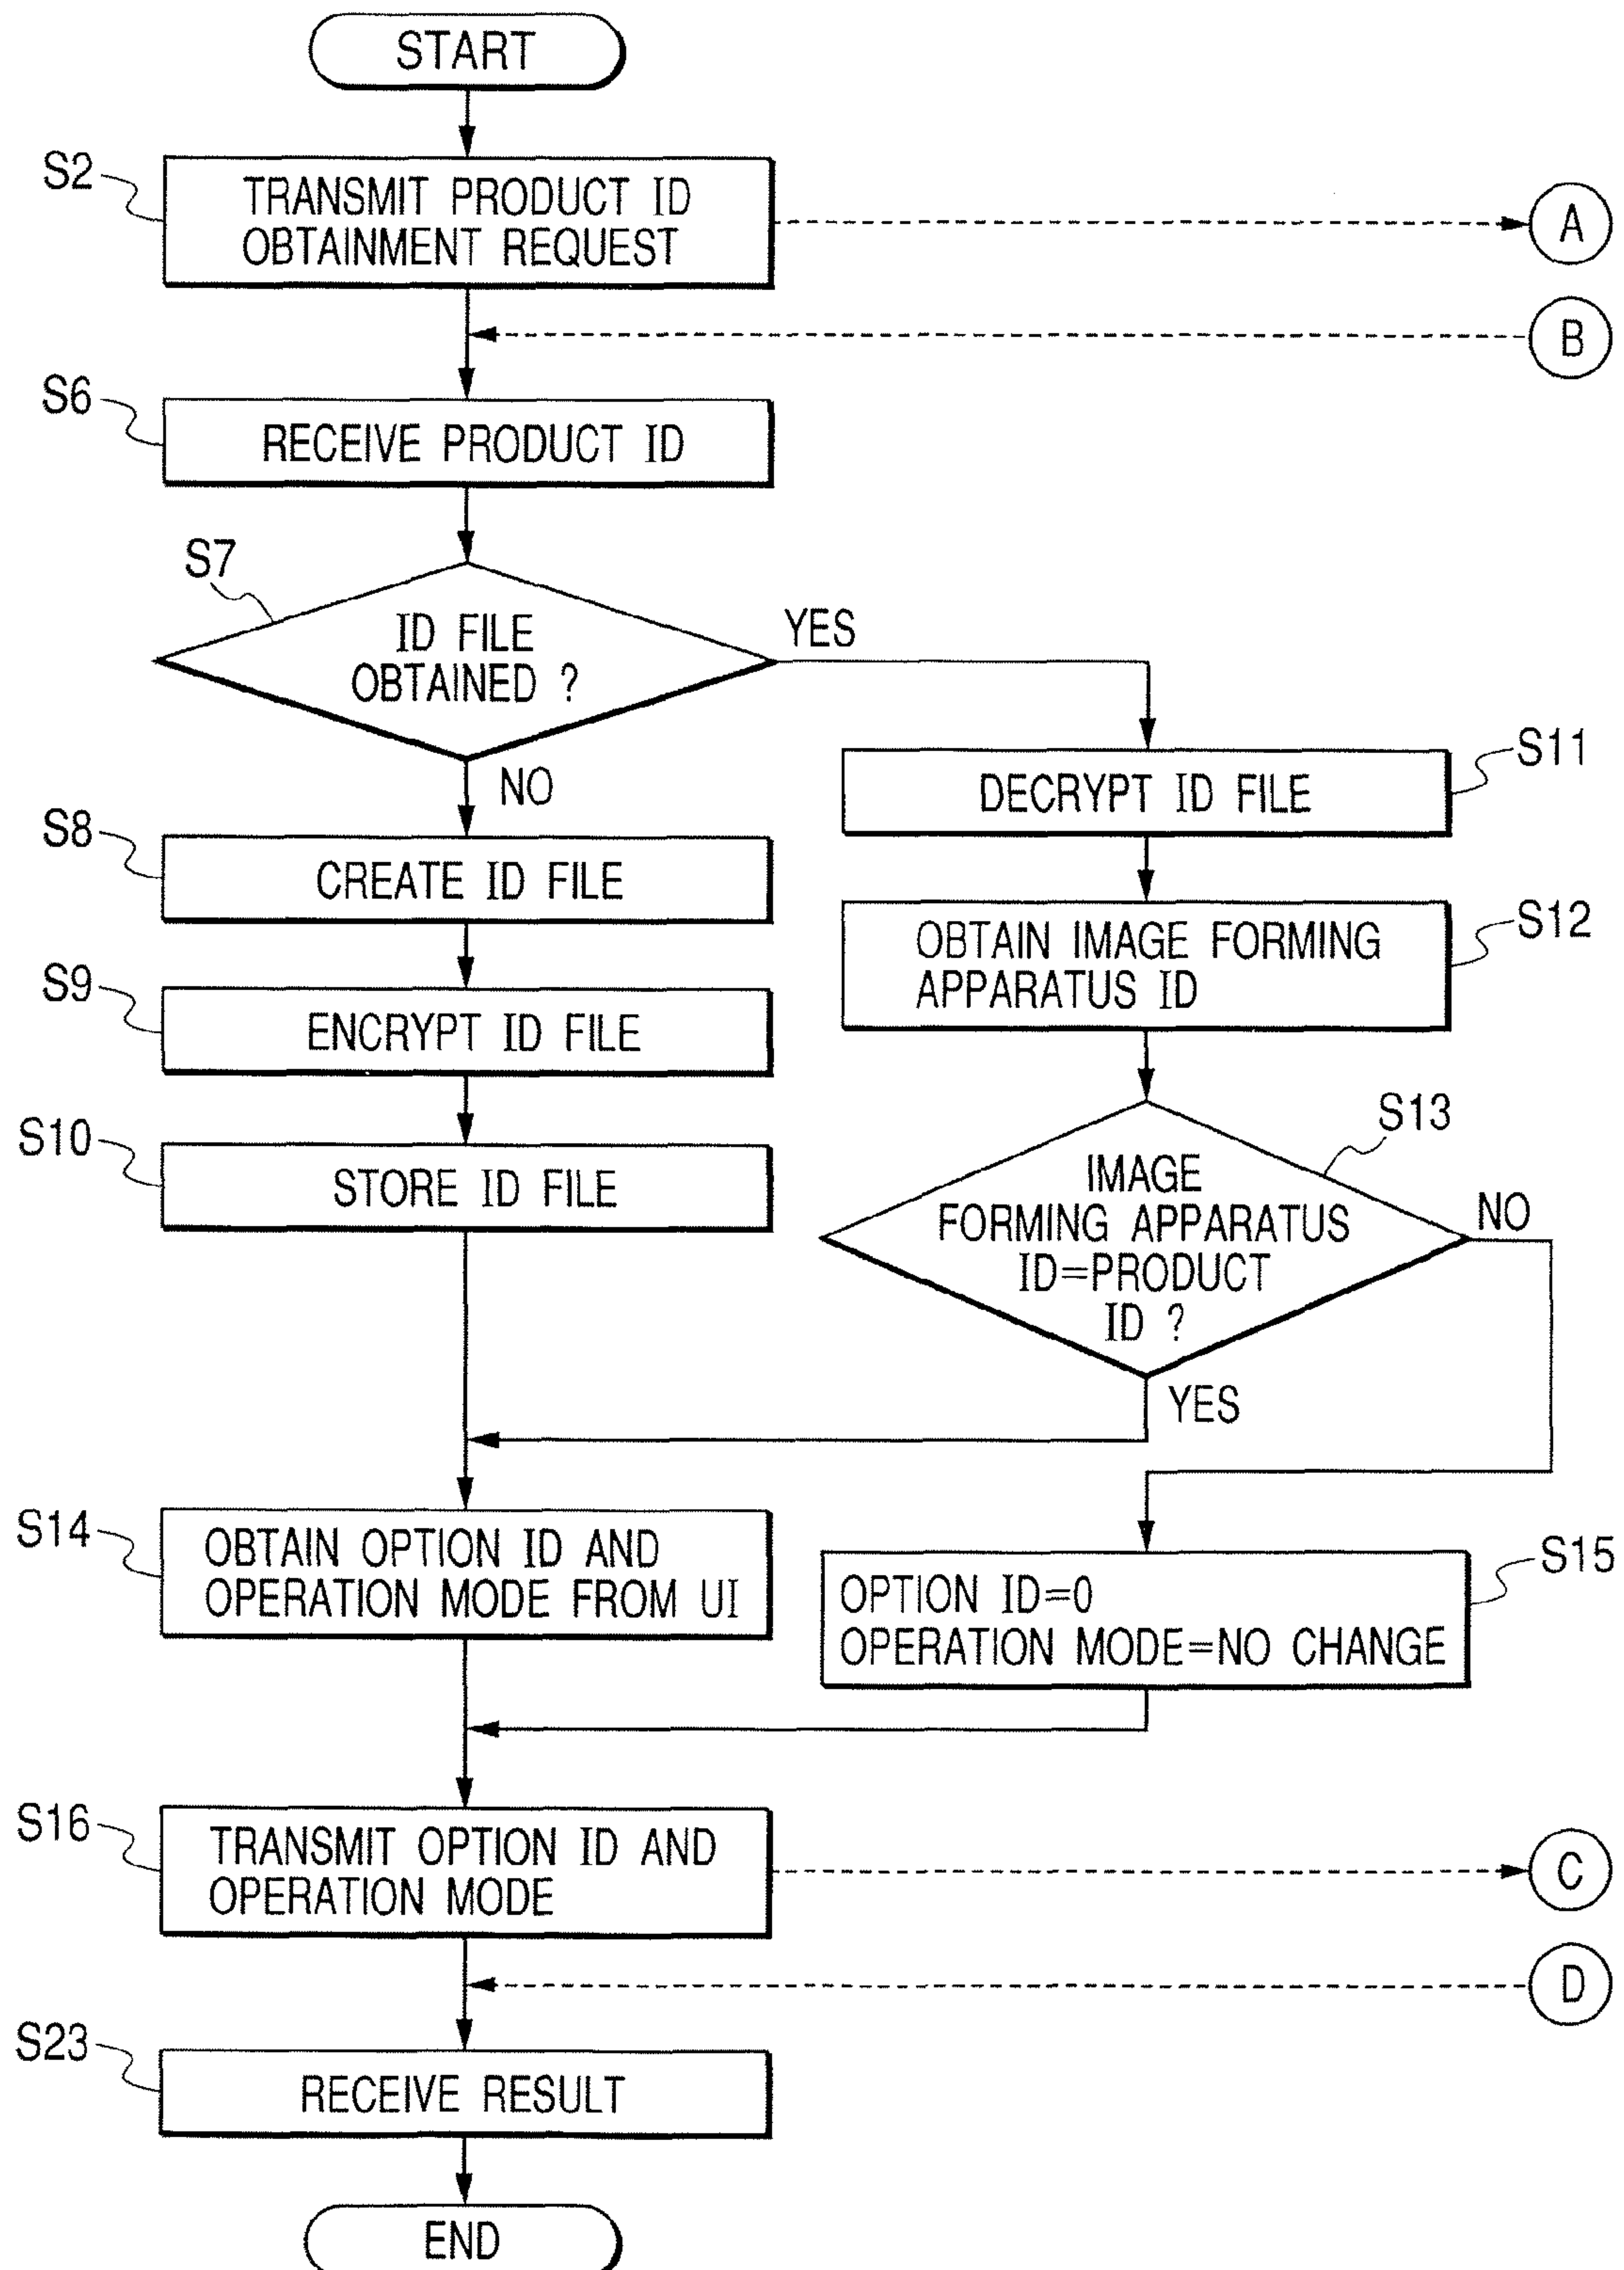 START
S2
TRANSMIT PRODUCT ID
OBTAINMENT REQUEST
A
B
S6
RECEIVE PRODUCT ID
S7
ID FILE
OBTAINED ?
YES
NO
S11
DECRYPT ID FILE
S8
CREATE ID FILE
S12
OBTAIN IMAGE FORMING
APPARATUS ID
S9
ENCRYPT ID FILE
S10
STORE ID FILE
S13
IMAGE
FORMING APPARATUS
ID=PRODUCT
ID ?
NO
YES
S14
OBTAIN OPTION ID AND
OPERATION MODE FROM UI
S15
OPTION ID=0
OPERATION MODE=NO CHANGE
S16
TRANSMIT OPTION ID AND
OPERATION MODE
C
D
S23
RECEIVE RESULT
END